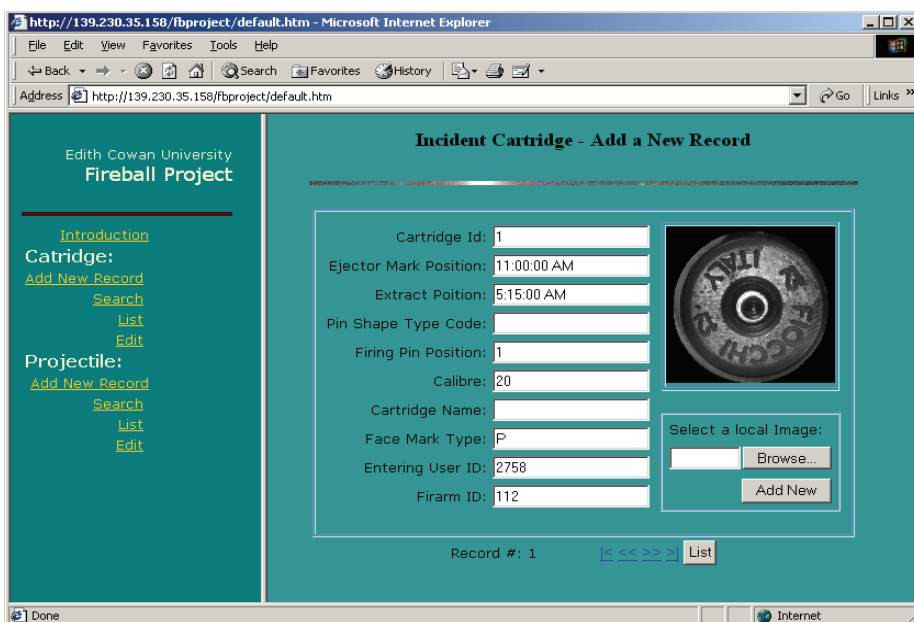 http://139.230.35.158/fbproject/default.htm - Microsoft Internet Explorer
File Edit View Favorites Tools Help
Back Search Favorites History
Address http://139.230.35.158/fbproject/default.htm Go Links »
Edith Cowan University
Fireball Project
Introduction
Catridge:
Add New Record
Search
List
Edit
Projectile:
Add New Record
Search
List
Edit
Incident Cartridge - Add a New Record
Cartridge Id: 1
Ejector Mark Position: 11:00:00 AM
Extract Poition: 5:15:00 AM
Pin Shape Type Code:
Firing Pin Position: 1
Calibre: 20
Cartridge Name:
Face Mark Type: P
Entering User ID: 2758
Firarm ID: 112
ITALY
12
FIOCCHI
12
Select a local Image:
Browse...
Add New
Record #: 1 |< << >> >| List
Done Internet